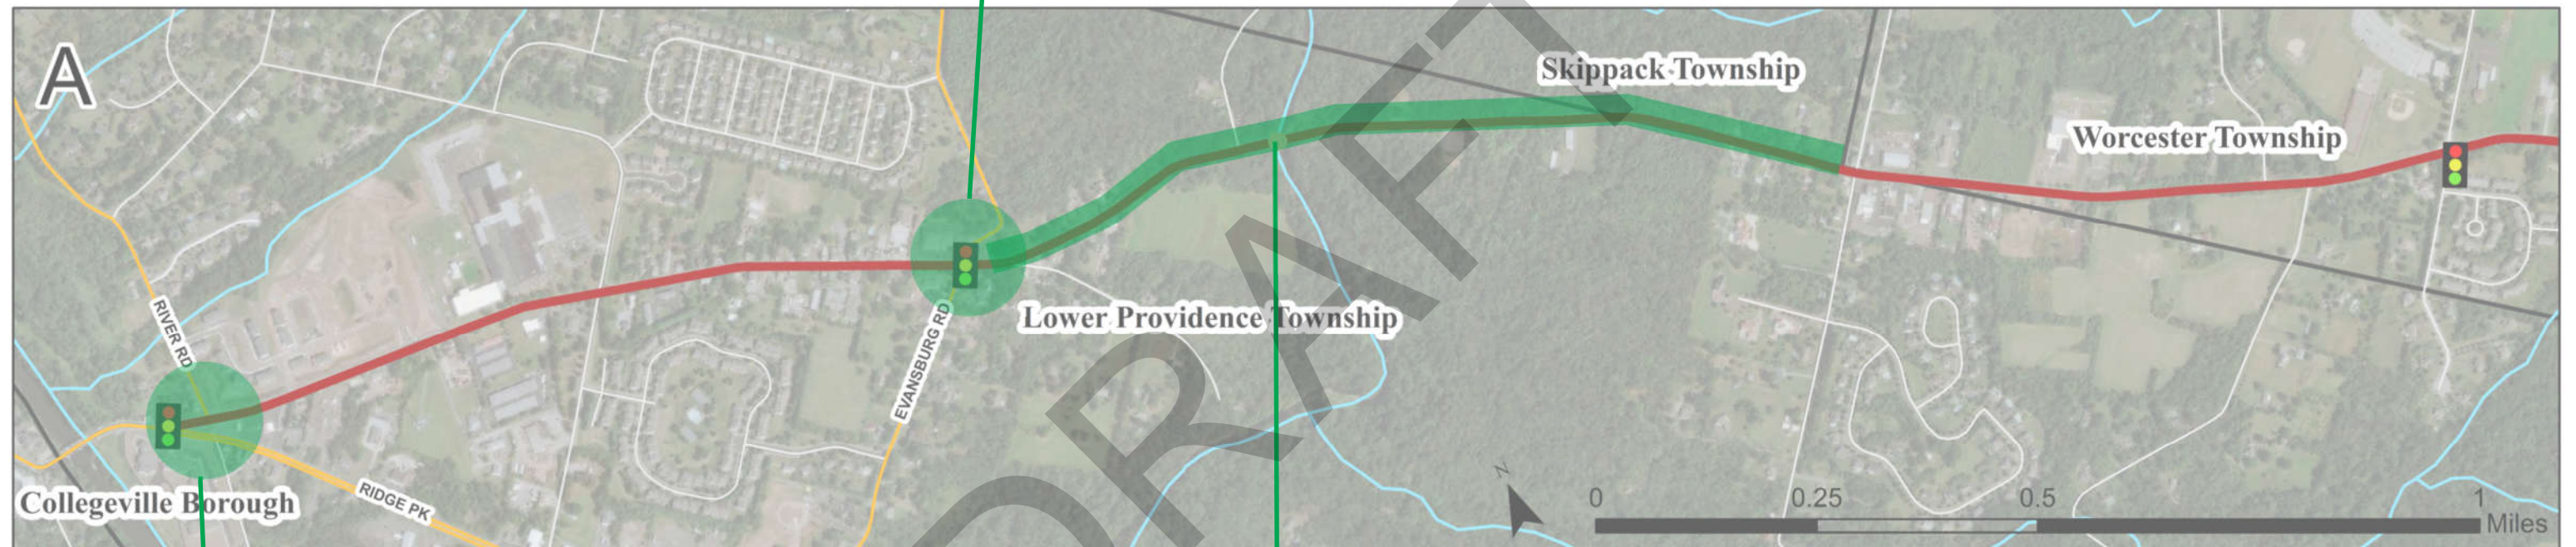 A
Skippack Township
Worcester Township
RIVER RD
EVANSBURG RD
Lower Providence Township
Collegeville Borough
RIDGE PK
DRAFT
N
0 0.25 0.5 1
Miles